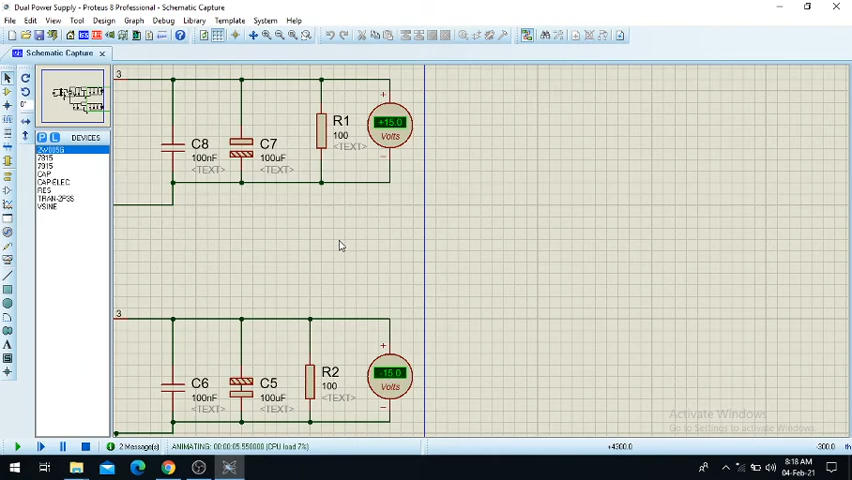 Dual Power Supply - Proteus 8 Professional - Schematic Capture
File Edit View Tool Design Graph Debug Library Template System Help
Schematic Capture
DEVICES
2W005G
7815
7915
CAP
CAP-ELEC
RES
TRAN-2P3S
VSINE
3
C8
100nF
<TEXT>
C7
100uF
<TEXT>
R1
100
<TEXT>
+15.0
Volts
3
C6
100nF
<TEXT>
C5
100uF
<TEXT>
R2
100
<TEXT>
-15.0
Volts
Activate Windows
Go to Settings to activate Windows.
2 Message(s) ANIMATING: 00:00:05.550000 (CPU load 7%) +4300.0 -300.0 th
8:18 AM
04-Feb-21